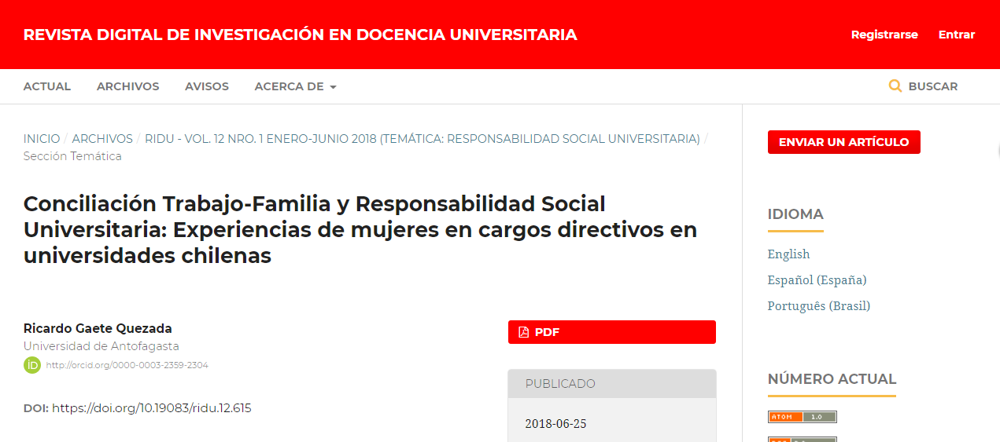 REVISTA DIGITAL DE INVESTIGACIÓN EN DOCENCIA UNIVERSITARIA
Registrarse Entrar
ACTUAL ARCHIVOS AVISOS ACERCA DE
BUSCAR
INICIO / ARCHIVOS / RIDU - VOL. 12 NRO. 1 ENERO-JUNIO 2018 (TEMÁTICA: RESPONSABILIDAD SOCIAL UNIVERSITARIA) /
Sección Temática
Conciliación Trabajo-Familia y Responsabilidad Social
Universitaria: Experiencias de mujeres en cargos directivos en
universidades chilenas
Ricardo Gaete Quezada
Universidad de Antofagasta
iD http://orcid.org/0000-0003-2359-2304
DOI: https://doi.org/10.19083/ridu.12.615
PDF
PUBLICADO
2018-06-25
ENVIAR UN ARTÍCULO
IDIOMA
English
Español (España)
Português (Brasil)
NÚMERO ACTUAL
ATOM 1.0